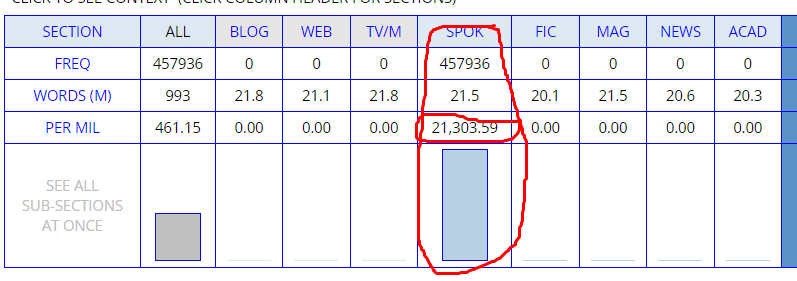 CLICK TO SEE CONTEXT (CLICK COLUMN HEADER FOR SECTIONS)
SECTION ALL BLOG WEB TV/M SPOK FIC MAG NEWS ACAD
FREQ 457936 0 0 0 457936 0 0 0 0
WORDS (M) 993 21.8 21.1 21.8 21.5 20.1 21.5 20.6 20.3
PER MIL 461.15 0.00 0.00 0.00 21,303.59 0.00 0.00 0.00 0.00
SEE ALL
SUB-SECTIONS
AT ONCE